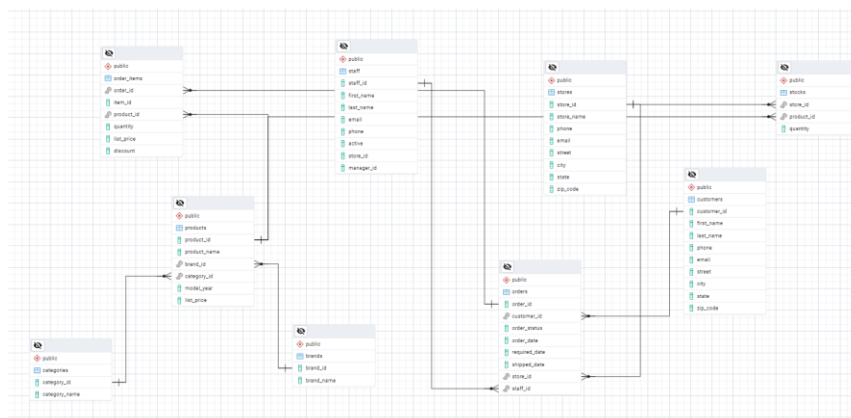 public
order_items
order_id
item_id
product_id
quantity
list_price
discount
public
staff
staff_id
first_name
last_name
email
phone
active
store_id
manager_id
public
stores
store_id
store_name
phone
email
street
city
state
zip_code
public
stocks
store_id
product_id
quantity
public
products
product_id
product_name
brand_id
category_id
model_year
list_price
public
customers
customer_id
first_name
last_name
phone
email
street
city
state
zip_code
public
orders
order_id
customer_id
order_status
order_date
required_date
shipped_date
store_id
staff_id
public
categories
category_id
category_name
public
brands
brand_id
brand_name